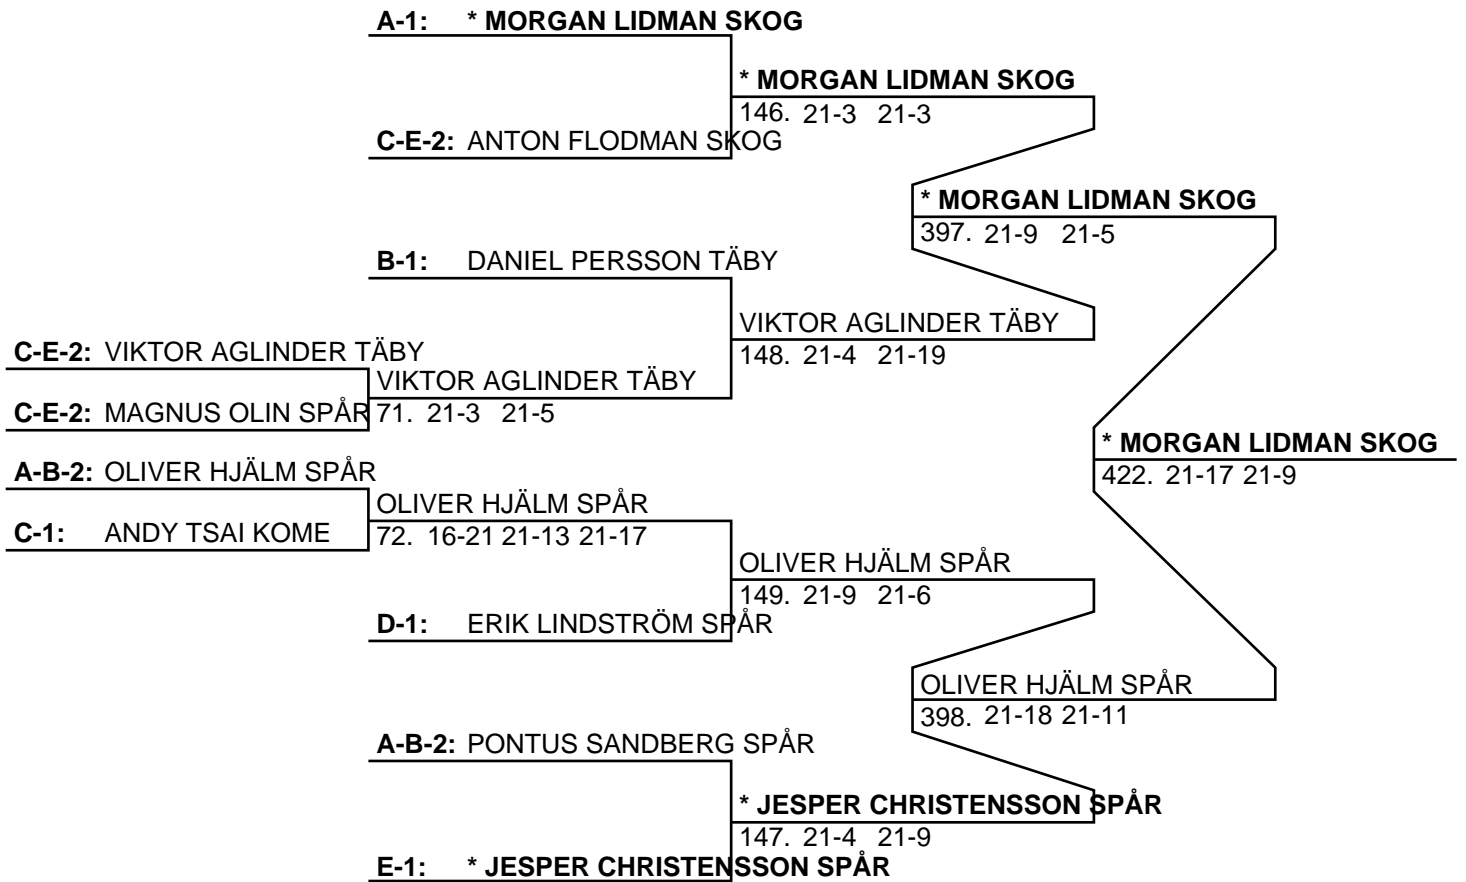 A-1: * MORGAN LIDMAN SKOG
* MORGAN LIDMAN SKOG
146. 21-3 21-3
C-E-2: ANTON FLODMAN SKOG
* MORGAN LIDMAN SKOG
397. 21-9 21-5
B-1: DANIEL PERSSON TÄBY
VIKTOR AGLINDER TÄBY
148. 21-4 21-19
C-E-2: VIKTOR AGLINDER TÄBY
VIKTOR AGLINDER TÄBY
C-E-2: MAGNUS OLIN SPÅR
71. 21-3 21-5
* MORGAN LIDMAN SKOG
422. 21-17 21-9
A-B-2: OLIVER HJÄLM SPÅR
OLIVER HJÄLM SPÅR
C-1: ANDY TSAI KOME
72. 16-21 21-13 21-17
OLIVER HJÄLM SPÅR
149. 21-9 21-6
D-1: ERIK LINDSTRÖM SPÅR
OLIVER HJÄLM SPÅR
398. 21-18 21-11
A-B-2: PONTUS SANDBERG SPÅR
* JESPER CHRISTENSSON SPÅR
147. 21-4 21-9
E-1: * JESPER CHRISTENSSON SPÅR